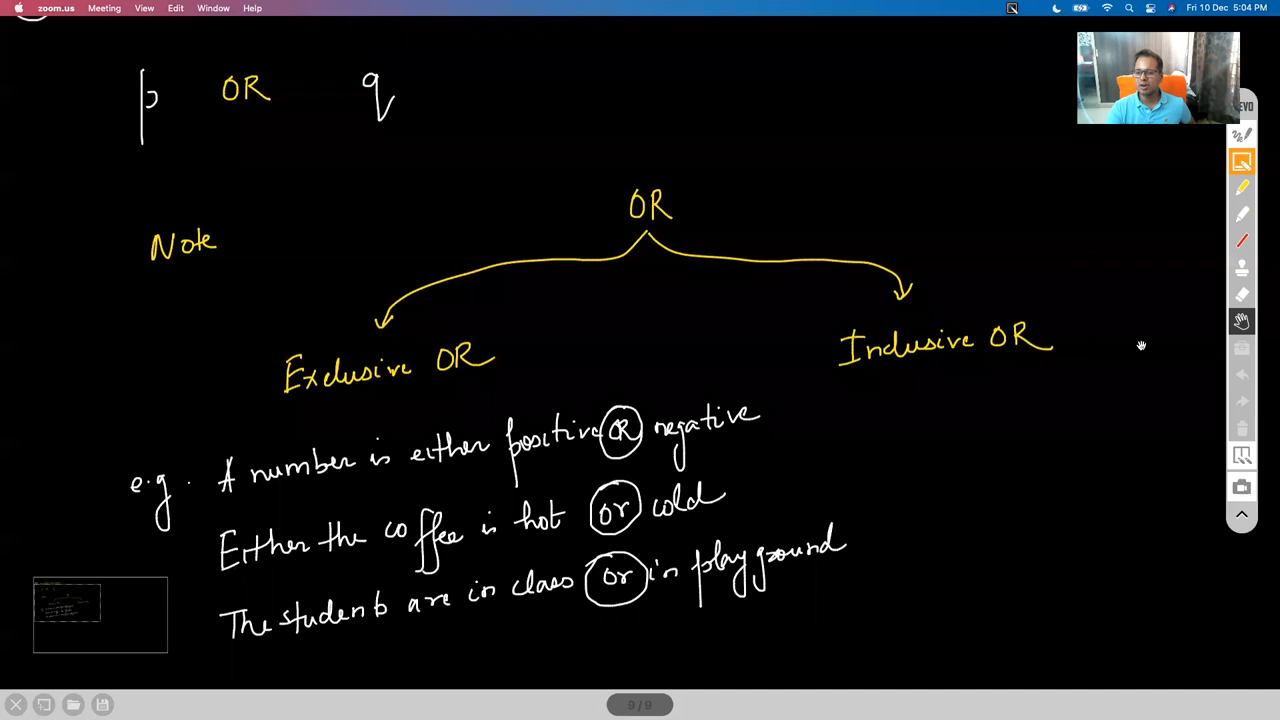 zoom.us Meeting View Edit Window Help Fri 10 Dec 5:04 PM
p OR q
OR
Note
Exclusive OR Inclusive OR
e.g. A number is either positive OR negative
Either the coffee is hot or cold
The students are in class or in playground
9 / 9